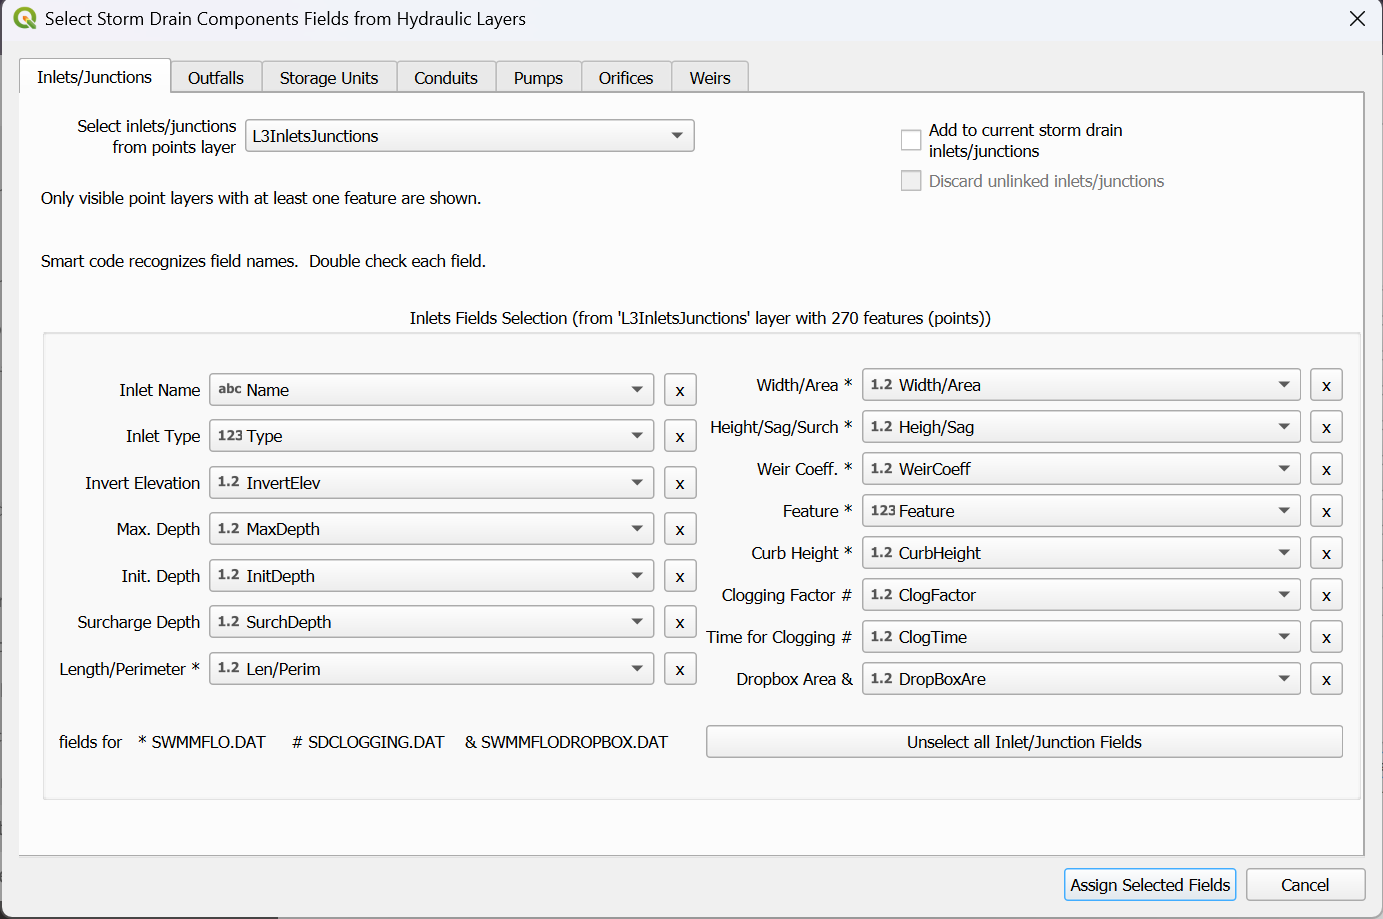 Select Storm Drain Components Fields from Hydraulic Layers
Inlets/Junctions Outfalls Storage Units Conduits Pumps Orifices Weirs
Select inlets/junctions
from points layer
L3InletsJunctions
Add to current storm drain
inlets/junctions
Discard unlinked inlets/junctions
Only visible point layers with at least one feature are shown.
Smart code recognizes field names. Double check each field.
Inlets Fields Selection (from 'L3InletsJunctions' layer with 270 features (points))
Inlet Name abc Name x
Inlet Type 123 Type x
Invert Elevation 1.2 InvertElev x
Max. Depth 1.2 MaxDepth x
Init. Depth 1.2 InitDepth x
Surcharge Depth 1.2 SurchDepth x
Length/Perimeter * 1.2 Len/Perim x
Width/Area * 1.2 Width/Area x
Height/Sag/Surch * 1.2 Heigh/Sag x
Weir Coeff. * 1.2 WeirCoeff x
Feature * 123 Feature x
Curb Height * 1.2 CurbHeight x
Clogging Factor # 1.2 ClogFactor x
Time for Clogging # 1.2 ClogTime x
Dropbox Area & 1.2 DropBoxAre x
fields for * SWMMFLO.DAT # SDCLOGGING.DAT & SWMMFLODROPBOX.DAT
Unselect all Inlet/Junction Fields
Assign Selected Fields Cancel